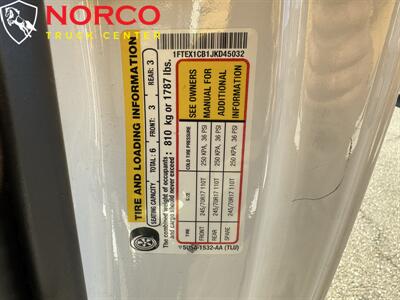 NORCO
TRUCK CENTER
1FTEX1CB1JKD45032
TIRE AND LOADING INFORMATION
SEATING CAPACITY TOTAL: 6 FRONT: 3 REAR: 3
The combined weight of occupants and cargo should never exceed: 810 kg or 1787 lbs.
TIRE SIZE COLD TIRE PRESSURE
FRONT 245/70R17 110T 250 KPA, 36 PSI
REAR 245/70R17 110T 250 KPA, 36 PSI
SPARE 245/70R17 110T 250 KPA, 36 PSI
SEE OWNERS
MANUAL FOR
ADDITIONAL
INFORMATION
5U5A-1532-AA (TLU)